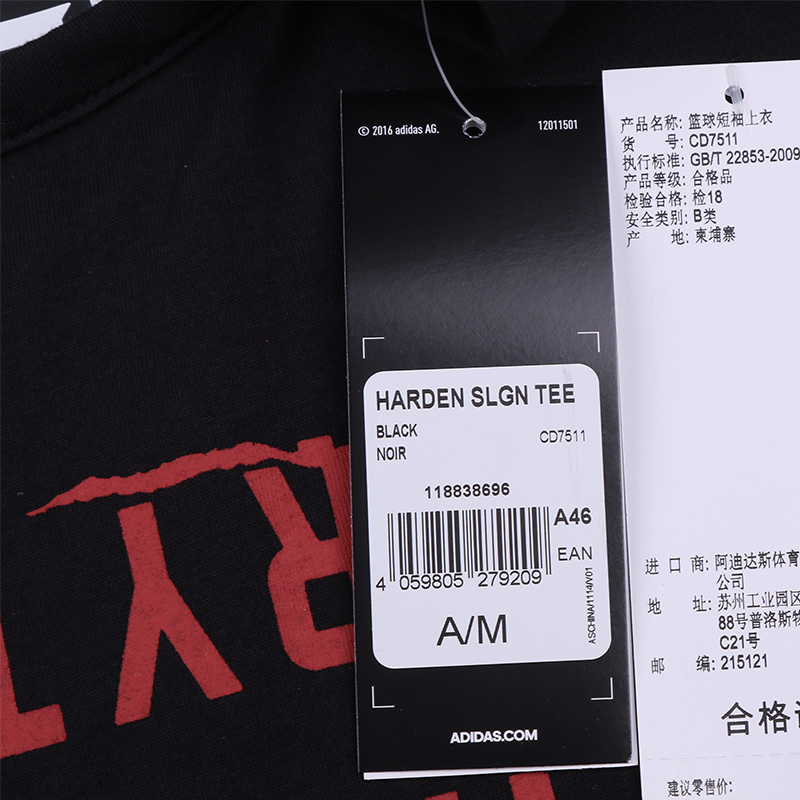 © 2016 adidas AG.
12011501
HARDEN SLGN TEE
BLACK
CD7511
NOIR
118838696
A46
EAN
4 059805 279209
A/M
ASCHINA/1114/V01
ADIDAS.COM
产品名称: 篮球短袖上衣
货 号: CD7511
执行标准: GB/T 22853-2009
产品等级: 合格品
检验合格: 检18
安全类别: B类
产 地: 柬埔寨
进 口 商: 阿迪达斯体育
公司
地 址: 苏州工业园区
88号普洛斯物
C21号
邮 编: 215121
合格
建议零售价:
RY